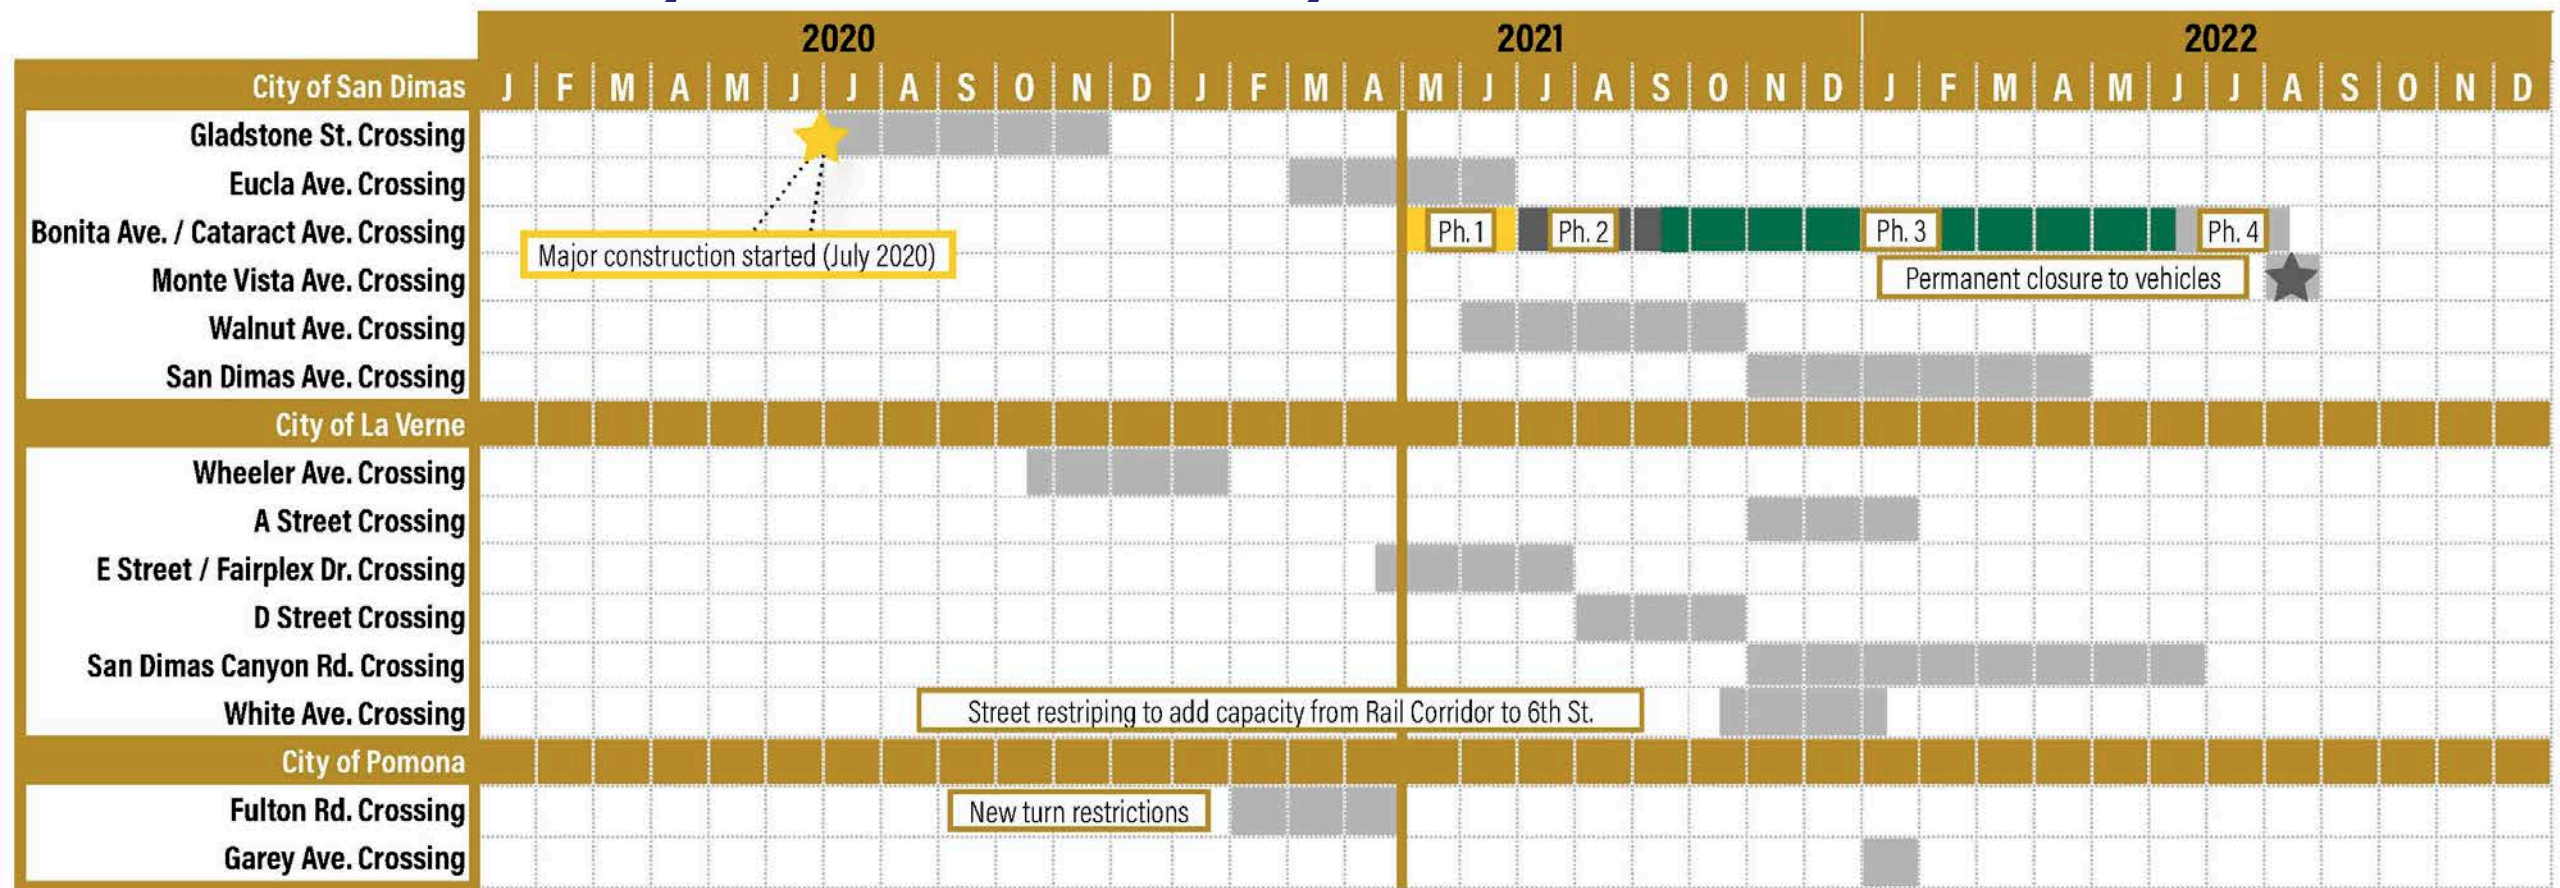 2020 2021 2022
City of San Dimas J F M A M J J A S O N D J F M A M J J A S O N D J F M A M J J A S O N D
Gladstone St. Crossing
Eucla Ave. Crossing
Bonita Ave. / Cataract Ave. Crossing Ph. 1 Ph. 2 Ph. 3 Ph. 4
Major construction started (July 2020)
Monte Vista Ave. Crossing Permanent closure to vehicles
Walnut Ave. Crossing
San Dimas Ave. Crossing
City of La Verne
Wheeler Ave. Crossing
A Street Crossing
E Street / Fairplex Dr. Crossing
D Street Crossing
San Dimas Canyon Rd. Crossing
White Ave. Crossing Street restriping to add capacity from Rail Corridor to 6th St.
City of Pomona
Fulton Rd. Crossing New turn restrictions
Garey Ave. Crossing